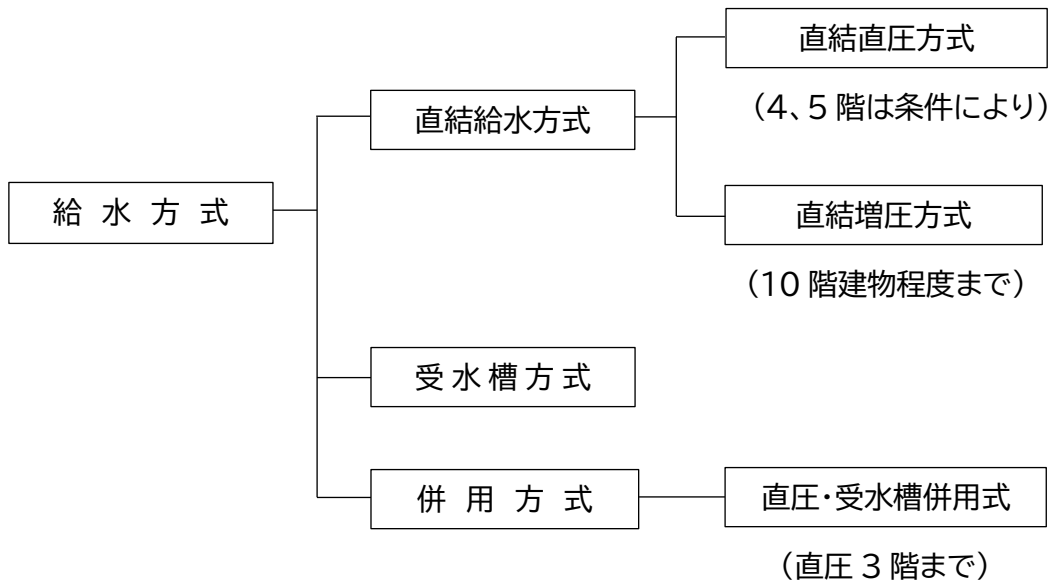 直結直圧方式
（4、5 階は条件により）
直結給水方式
給 水 方 式
直結増圧方式
（10 階建物程度まで）
受 水 槽 方 式
併 用 方 式
直圧・受水槽併用式
（直圧 3 階まで）